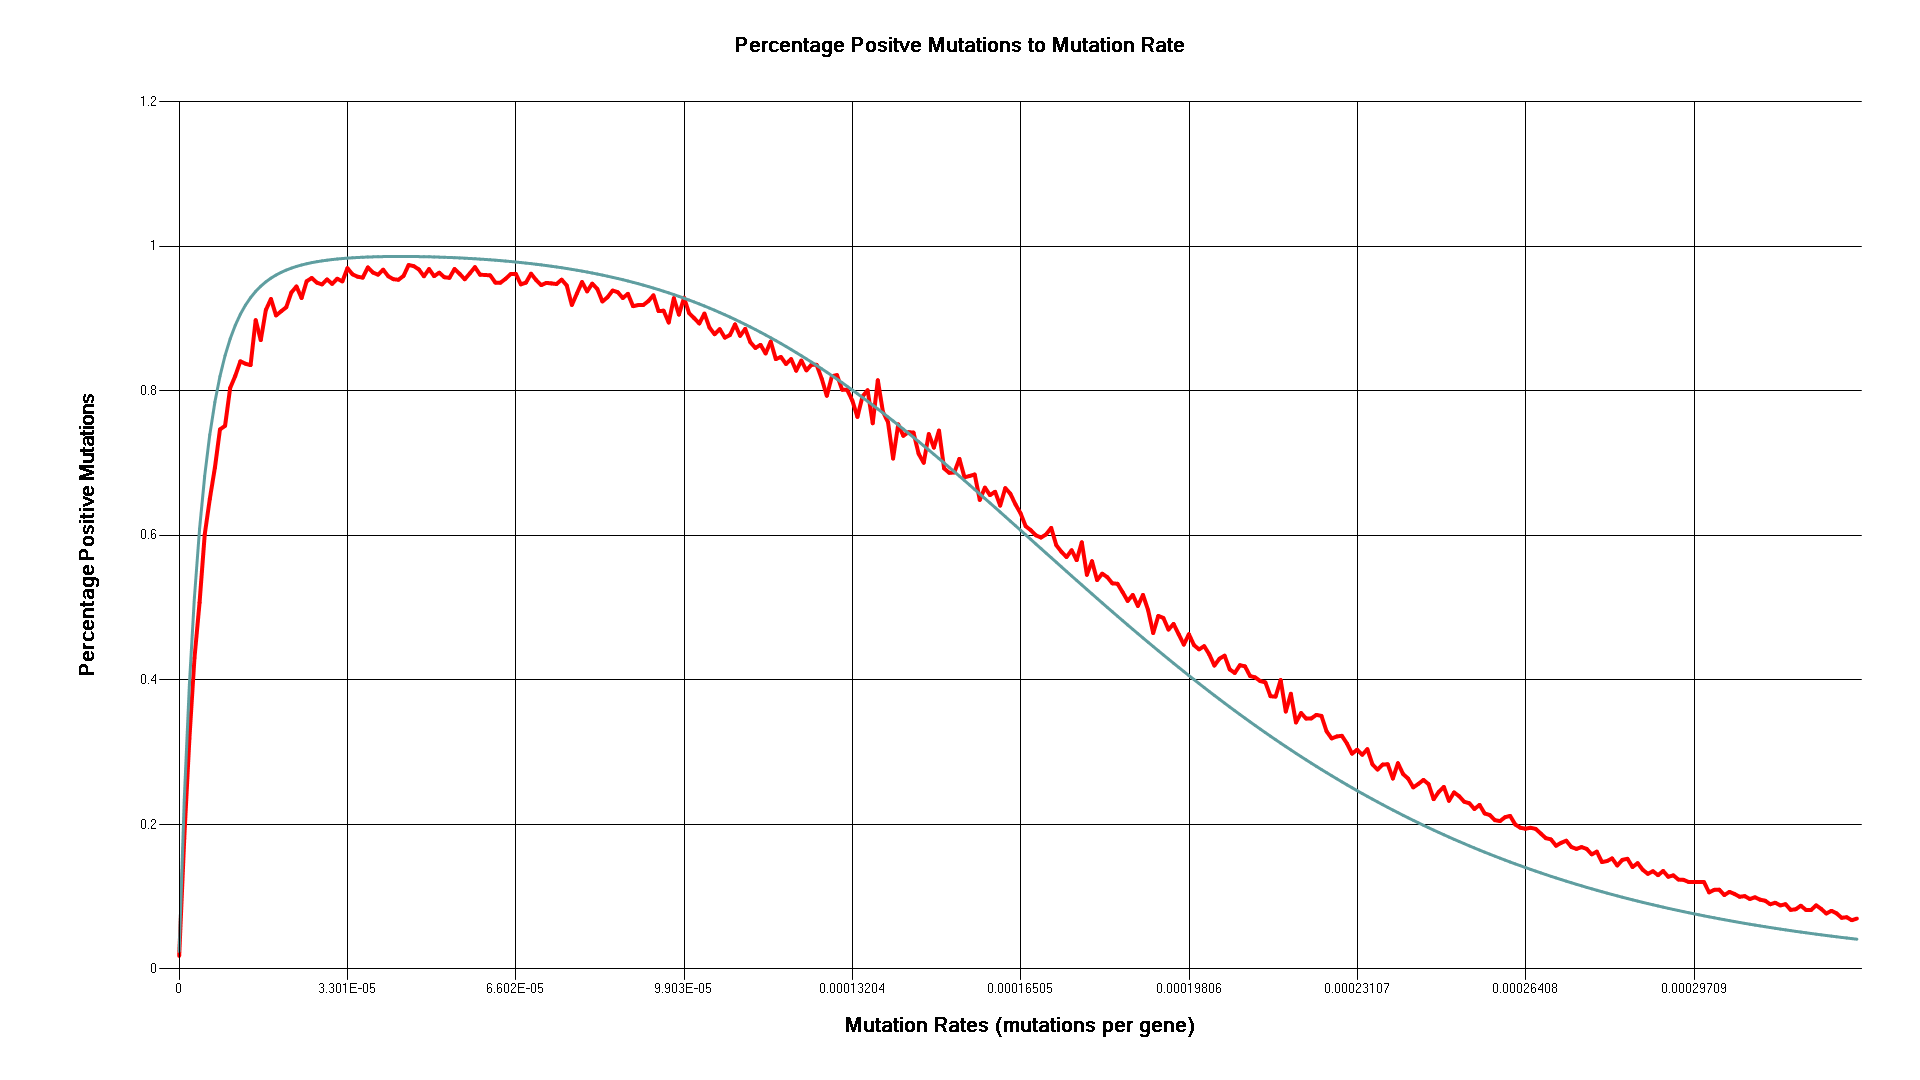 Percentage Positve Mutations to Mutation Rate
1.2
1
0.8
0.6
0.4
0.2
0
Percentage Positive Mutations
0 3.301E-05 6.602E-05 9.903E-05 0.00013204 0.00016505 0.00019806 0.00023107 0.00026408 0.00029709
Mutation Rates (mutations per gene)